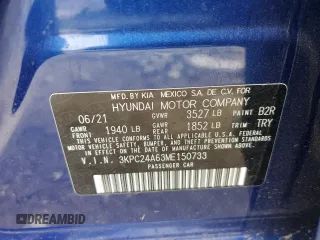 MFD BY KIA MEXICO S.A. DE C.V. FOR
HYUNDAI MOTOR COMPANY
06/21 GVWR 3527 LB PAINT B2R
GAWR FRONT 1940 LB GAWR REAR 1852 LB TRIM TRY
THIS VEHICLE CONFORMS TO ALL APPLICABLE FEDERAL MOTOR VEHICLE SAFETY, BUMPER, AND THEFT PREVENTION STANDARDS IN EFFECT ON THE DATE OF MANUFACTURE SHOWN ABOVE.
V.I.N. 3KPC24A63ME150733
PASSENGER CAR
DREAMBID